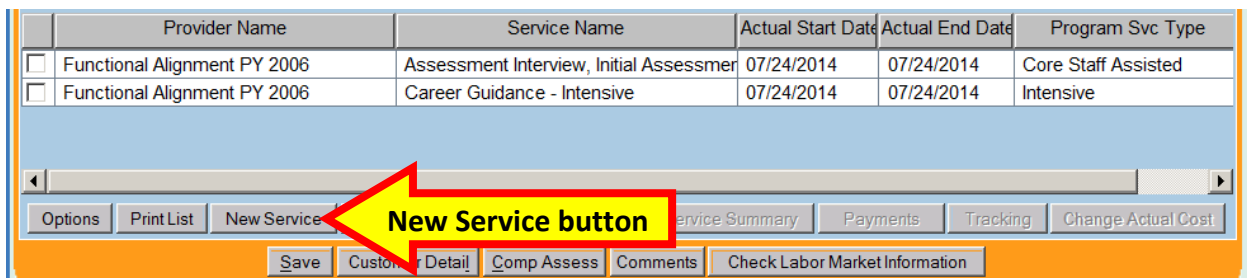 Provider Name Service Name Actual Start Date Actual End Date Program Svc Type
Functional Alignment PY 2006 Assessment Interview, Initial Assessmer 07/24/2014 07/24/2014 Core Staff Assisted
Functional Alignment PY 2006 Career Guidance - Intensive 07/24/2014 07/24/2014 Intensive
Options Print List New Service New Service button ervice Summary Payments Tracking Change Actual Cost
Save Custom r Detail Comp Assess Comments Check Labor Market Information